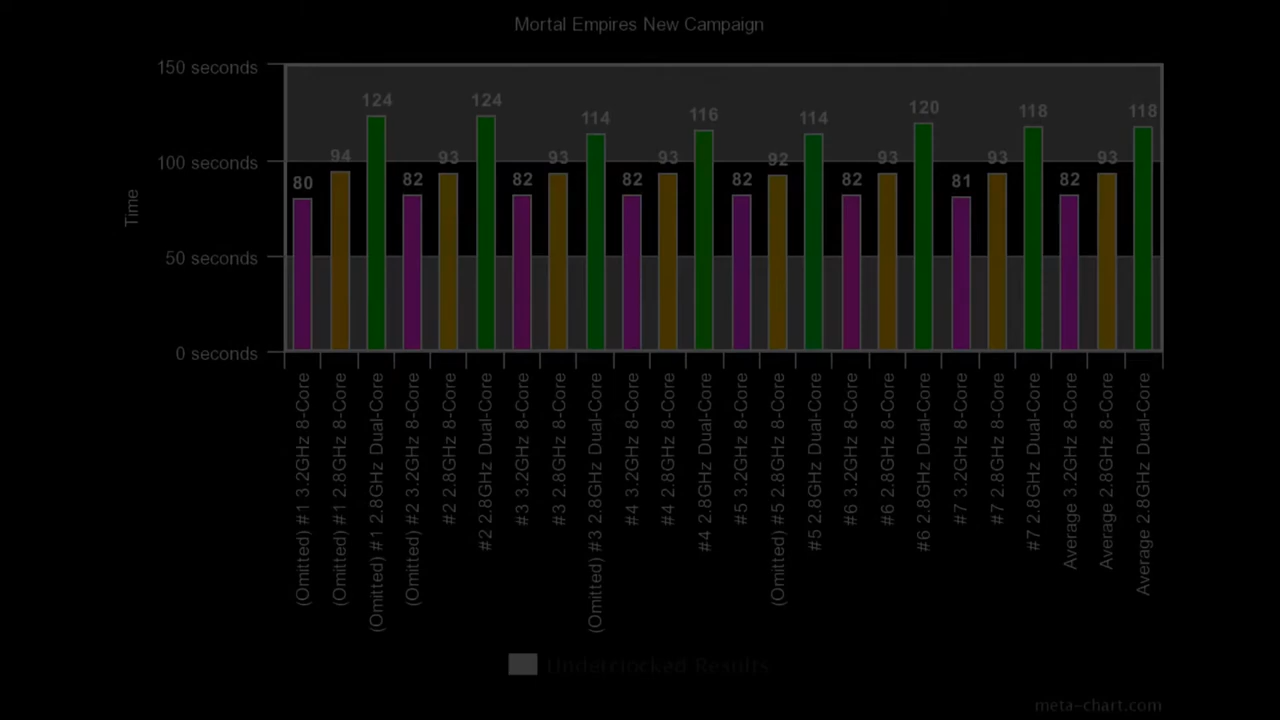 Mortal Empires New Campaign
150 seconds
100 seconds
50 seconds
0 seconds
Time
80
94
124
82
93
124
82
93
114
82
93
116
82
92
114
82
93
120
81
93
118
82
93
118
(Omitted) #1 3.2GHz 8-Core
(Omitted) #1 2.8GHz 8-Core
(Omitted) #1 2.8GHz Dual-Core
(Omitted) #2 3.2GHz 8-Core
#2 2.8GHz 8-Core
#2 2.8GHz Dual-Core
#3 3.2GHz 8-Core
#3 2.8GHz 8-Core
(Omitted) #3 2.8GHz Dual-Core
#4 3.2GHz 8-Core
#4 2.8GHz 8-Core
#4 2.8GHz Dual-Core
#5 3.2GHz 8-Core
(Omitted) #5 2.8GHz 8-Core
#5 2.8GHz Dual-Core
#6 3.2GHz 8-Core
#6 2.8GHz 8-Core
#6 2.8GHz Dual-Core
#7 3.2GHz 8-Core
#7 2.8GHz 8-Core
#7 2.8GHz Dual-Core
Average 3.2GHz 8-Core
Average 2.8GHz 8-Core
Average 2.8GHz Dual-Core
Underclocked Results
meta-chart.com